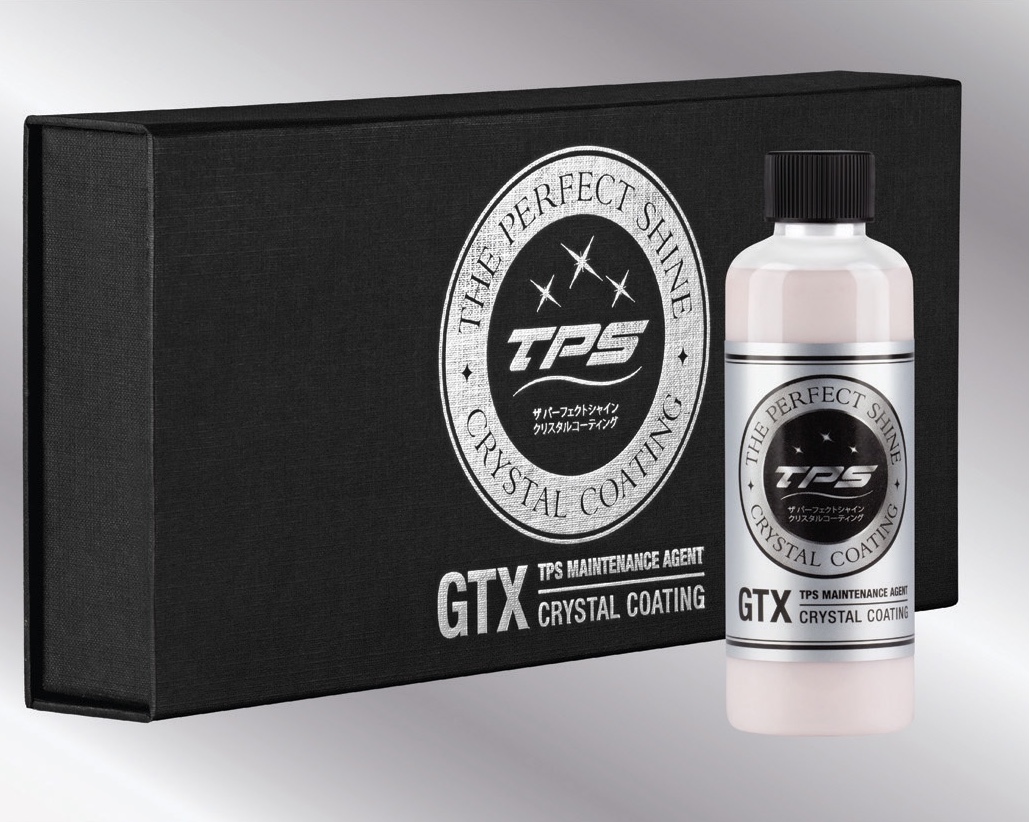 THE PERFECT SHINE
TPS
ザ パーフェクトシャイン
クリスタルコーティング
CRYSTAL COATING
GTX
TPS MAINTENANCE AGENT
CRYSTAL COATING
THE PERFECT SHINE
TPS
ザ パーフェクトシャイン
クリスタルコーティング
CRYSTAL COATING
GTX
TPS MAINTENANCE AGENT
CRYSTAL COATING